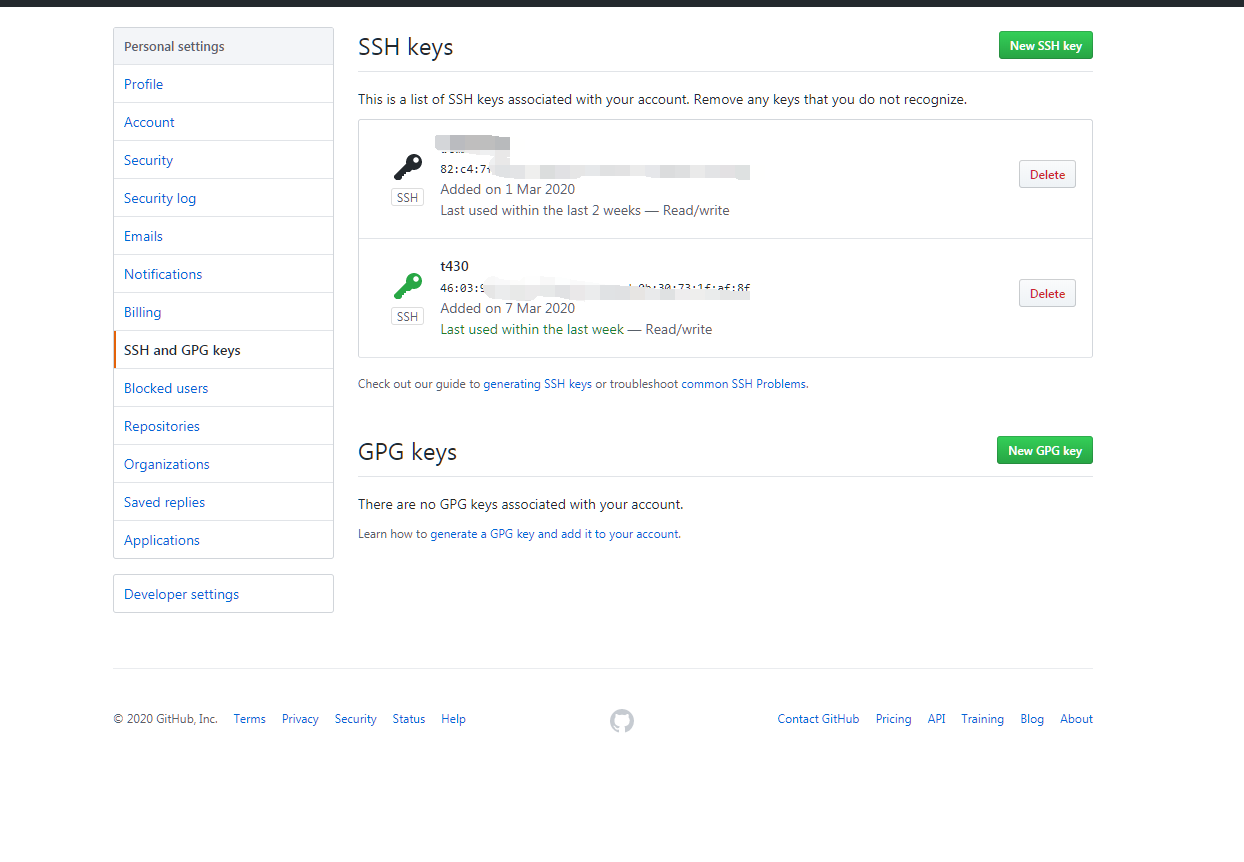 Personal settings
Profile
Account
Security
Security log
Emails
Notifications
Billing
SSH and GPG keys
Blocked users
Repositories
Organizations
Saved replies
Applications
Developer settings
SSH keys
New SSH key
This is a list of SSH keys associated with your account. Remove any keys that you do not recognize.
82:c4:7
SSH
Added on 1 Mar 2020
Last used within the last 2 weeks — Read/write
Delete
t430
46:03:9 9b:30:73:1f:af:8f
SSH
Added on 7 Mar 2020
Last used within the last week — Read/write
Delete
Check out our guide to generating SSH keys or troubleshoot common SSH Problems.
GPG keys
New GPG key
There are no GPG keys associated with your account.
Learn how to generate a GPG key and add it to your account.
© 2020 GitHub, Inc. Terms Privacy Security Status Help Contact GitHub Pricing API Training Blog About